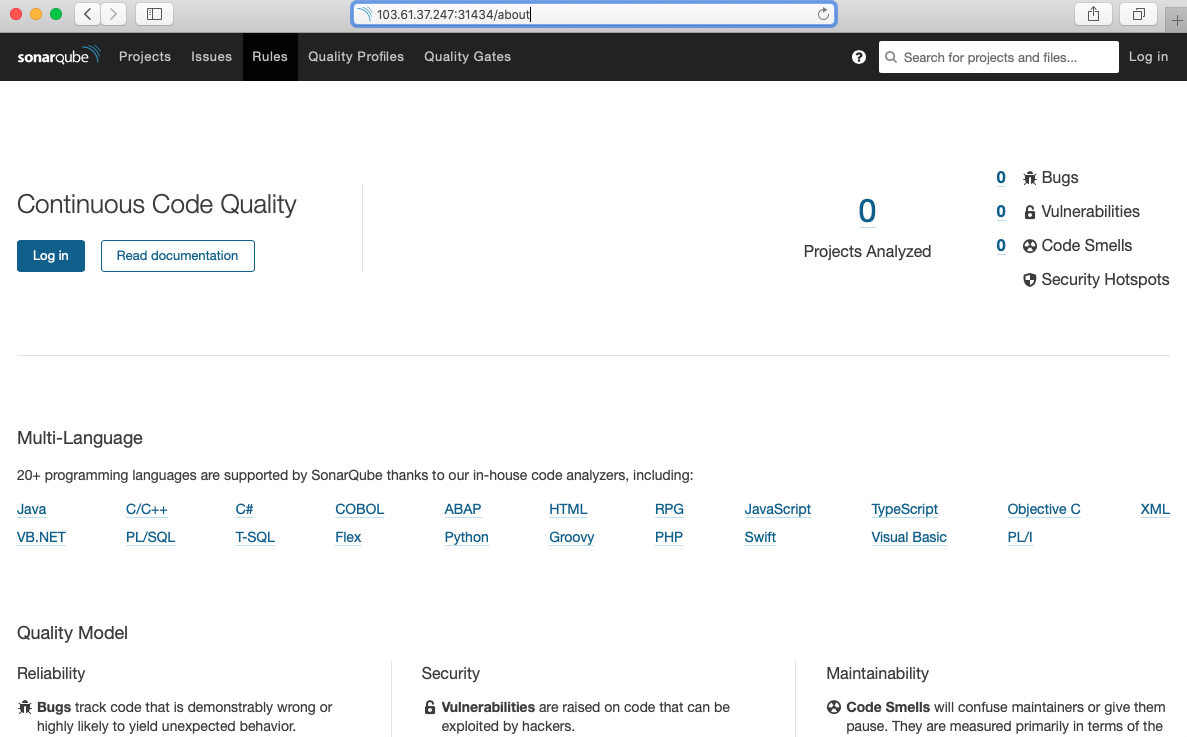 103.61.37.247:31434/about
sonarqube Projects Issues Rules Quality Profiles Quality Gates ? Search for projects and files... Log in
Continuous Code Quality
Log in Read documentation
0
Projects Analyzed
0 Bugs
0 Vulnerabilities
0 Code Smells
Security Hotspots
Multi-Language
20+ programming languages are supported by SonarQube thanks to our in-house code analyzers, including:
Java C/C++ C# COBOL ABAP HTML RPG JavaScript TypeScript Objective C XML
VB.NET PL/SQL T-SQL Flex Python Groovy PHP Swift Visual Basic PL/I
Quality Model
Reliability
Bugs track code that is demonstrably wrong or
highly likely to yield unexpected behavior.
Security
Vulnerabilities are raised on code that can be
exploited by hackers.
Maintainability
Code Smells will confuse maintainers or give them
pause. They are measured primarily in terms of the